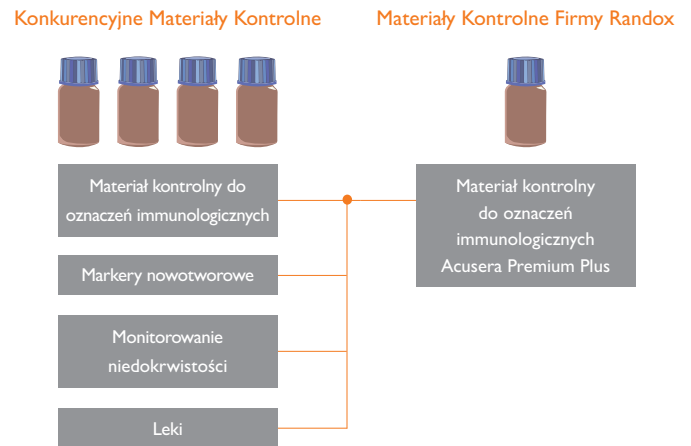 Konkurencyjne Materiały Kontrolne
Materiały Kontrolne Firmy Randox
Materiał kontrolny do
oznaczeń immunologicznych
Markery nowotworowe
Monitorowanie
niedokrwistości
Leki
Materiał kontrolny
do oznaczeń
immunologicznych
Acusera Premium Plus